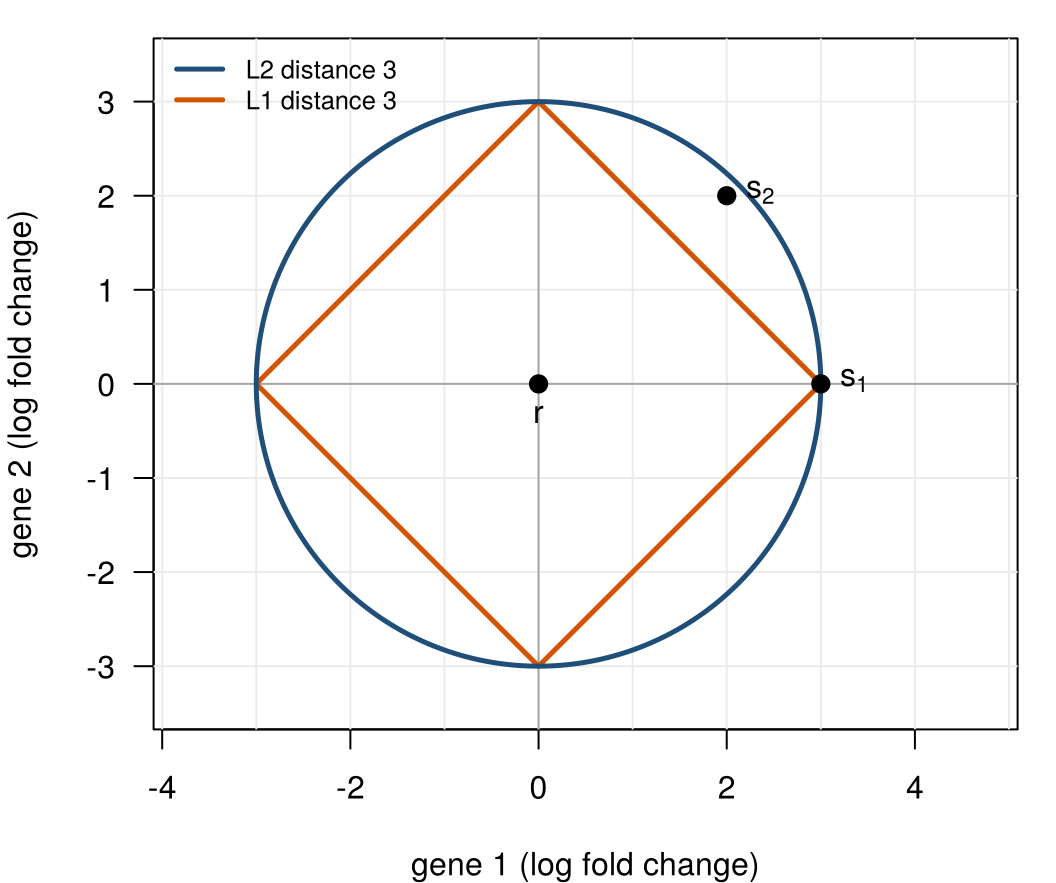 L2 distance 3
L1 distance 3
3
2
1
0
-1
-2
-3
s2
s1
r
-4
-2
0
2
4
gene 1 (log fold change)
gene 2 (log fold change)